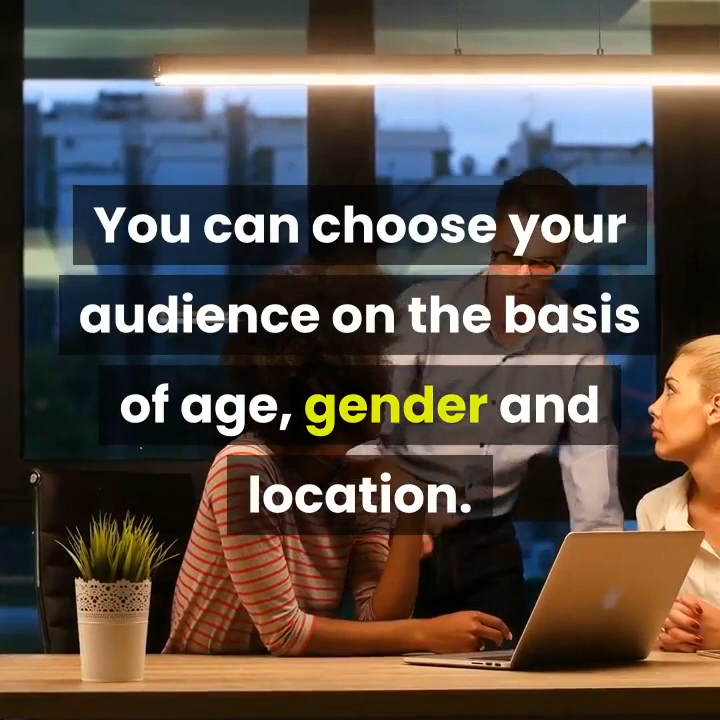 You can choose your
audience on the basis
of age, gender and
location.